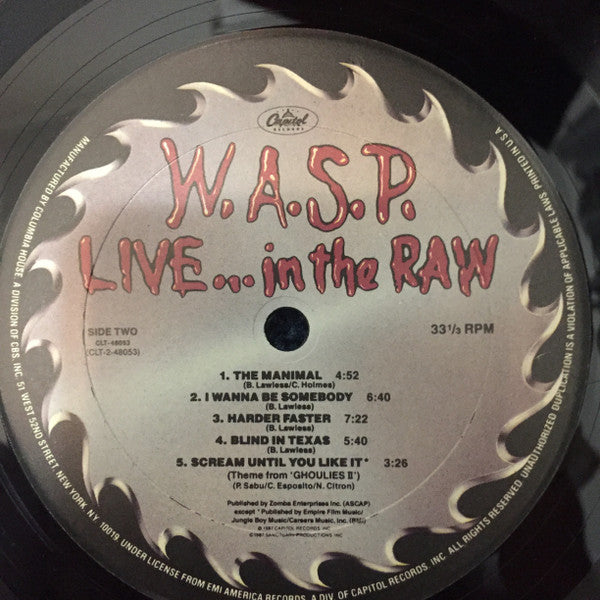 Capitol
RECORDS
W.A.S.P.
LIVE... in the RAW
SIDE TWO
CLT-48053
(CLT-2-48053)
33 1/3 RPM
1. THE MANIMAL 4:52
(B. Lawless/C. Holmes)
2. I WANNA BE SOMEBODY 6:40
(B. Lawless)
3. HARDER FASTER 7:22
(B. Lawless)
4. BLIND IN TEXAS 5:40
(B. Lawless)
5. SCREAM UNTIL YOU LIKE IT* 3:26
(Theme from 'GHOULIES II')
(P. Sabu/C. Esposito/N. Citron)
Published by Zomba Enterprises Inc. (ASCAP)
except * Published by Empire Film Music/
Jungle Boy Music/Careers Music, Inc. (BMI)
℗ 1987 CAPITOL RECORDS, INC.
©1987 SANCTUARY PRODUCTIONS INC
MANUFACTURED BY COLUMBIA HOUSE, A DIVISION OF CBS, INC. 51 WEST 52ND STREET NEW YORK, NY. 10019 UNDER LICENSE FROM EMI AMERICA RECORDS, A DIV. OF CAPITOL RECORDS, INC. ALL RIGHTS RESERVED. UNAUTHORIZED DUPLICATION IS A VIOLATION OF APPLICABLE LAWS PRINTED IN U.S.A